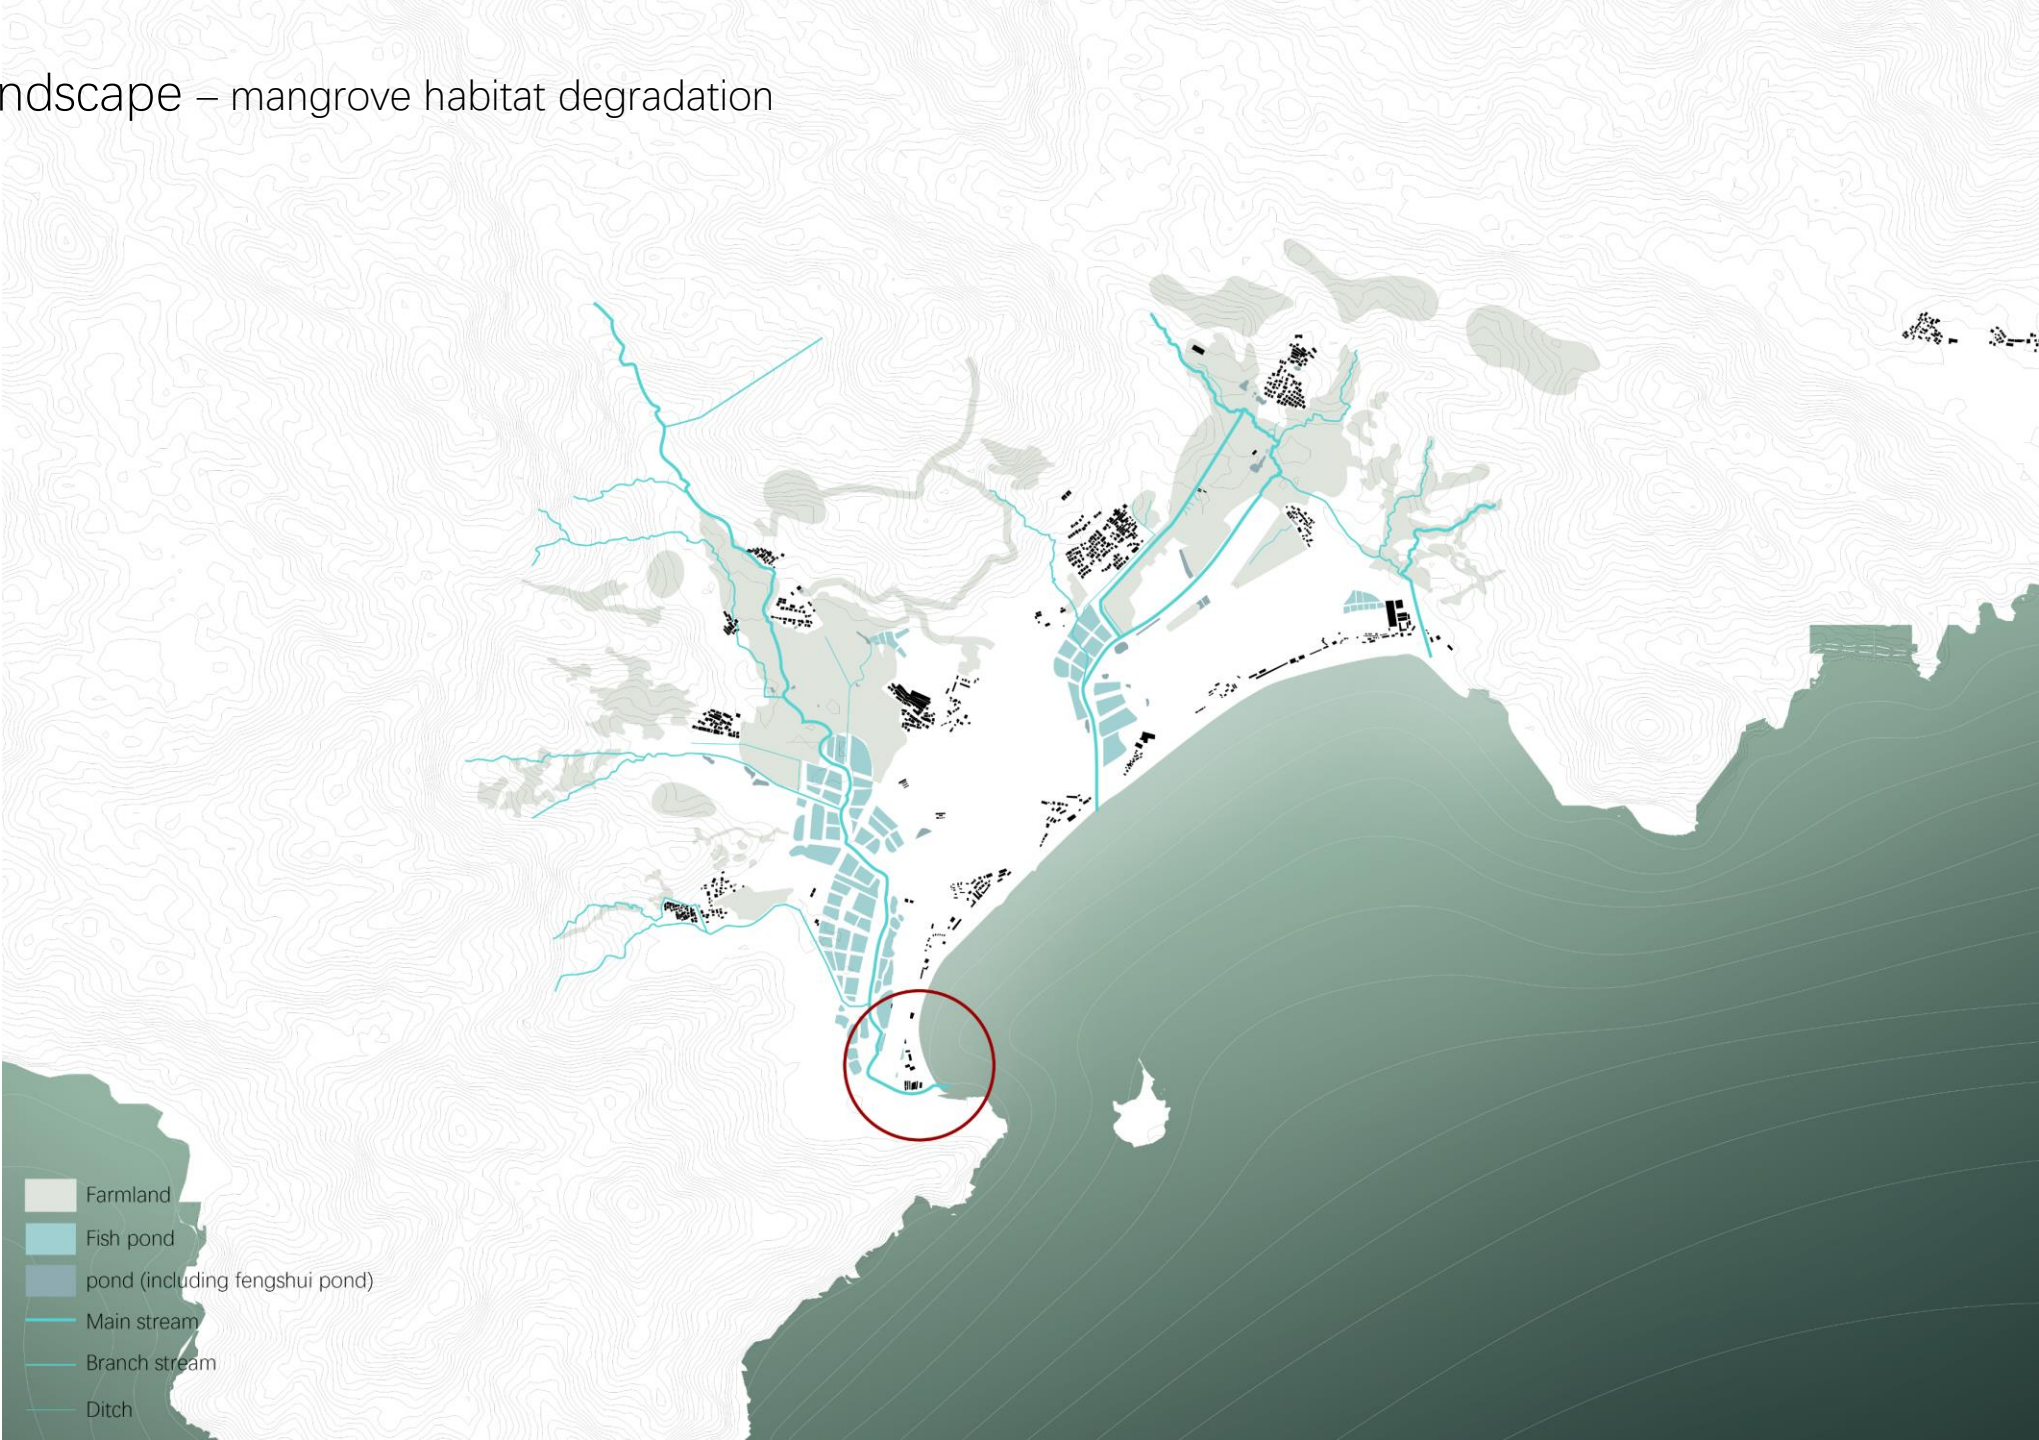 ndscape – mangrove habitat degradation
Farmland
Fish pond
pond (including fengshui pond)
Main stream
Branch stream
Ditch